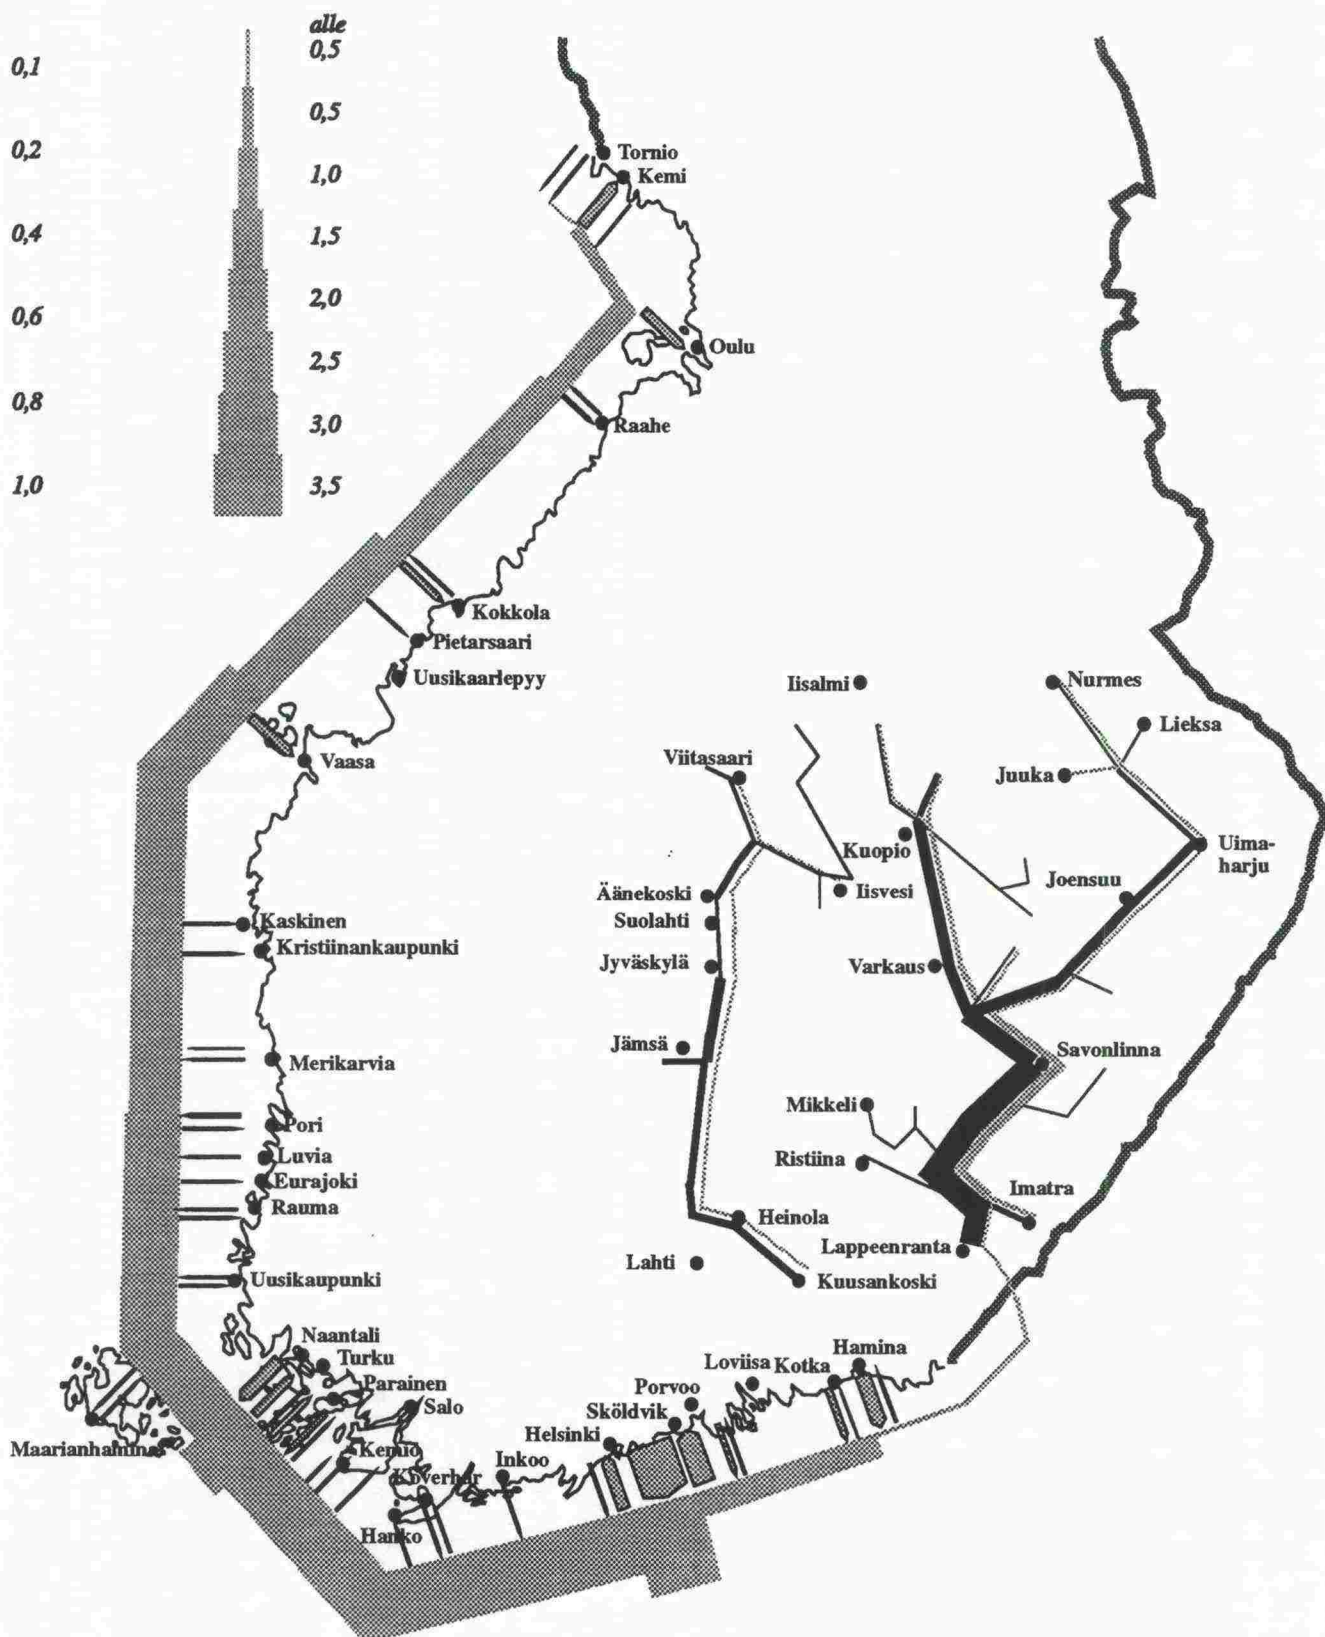 alle
0,5
0,1
0,5
0,2
1,0
0,4
1,5
0,6
2,0
2,5
0,8
3,0
1,0
3,5
Tornio
Kemi
Oulu
Raahe
Kokkola
Pietarsaari
Uusikaarlepyy
Vaasa
Iisalmi
Nurmes
Lieksa
Viitasaari
Juuka
Kuopio
Uima-
harju
Äänekoski
Iisvesi
Joensuu
Suolahti
Kaskinen
Kristiinankaupunki
Jyväskylä
Varkaus
Jämsä
Savonlinna
Merikarvia
Mikkeli
Pori
Luvia
Ristiina
Eurajoki
Imatra
Rauma
Heinola
Lappeenranta
Lahti
Uusikaupunki
Kuusankoski
Naantali
Turku
Hamina
Loviisa
Kotka
Parainen
Porvoo
Salo
Sköldvik
Helsinki
Maarianhamina
Kemiö
Inkoo
Koverhar
Hanko